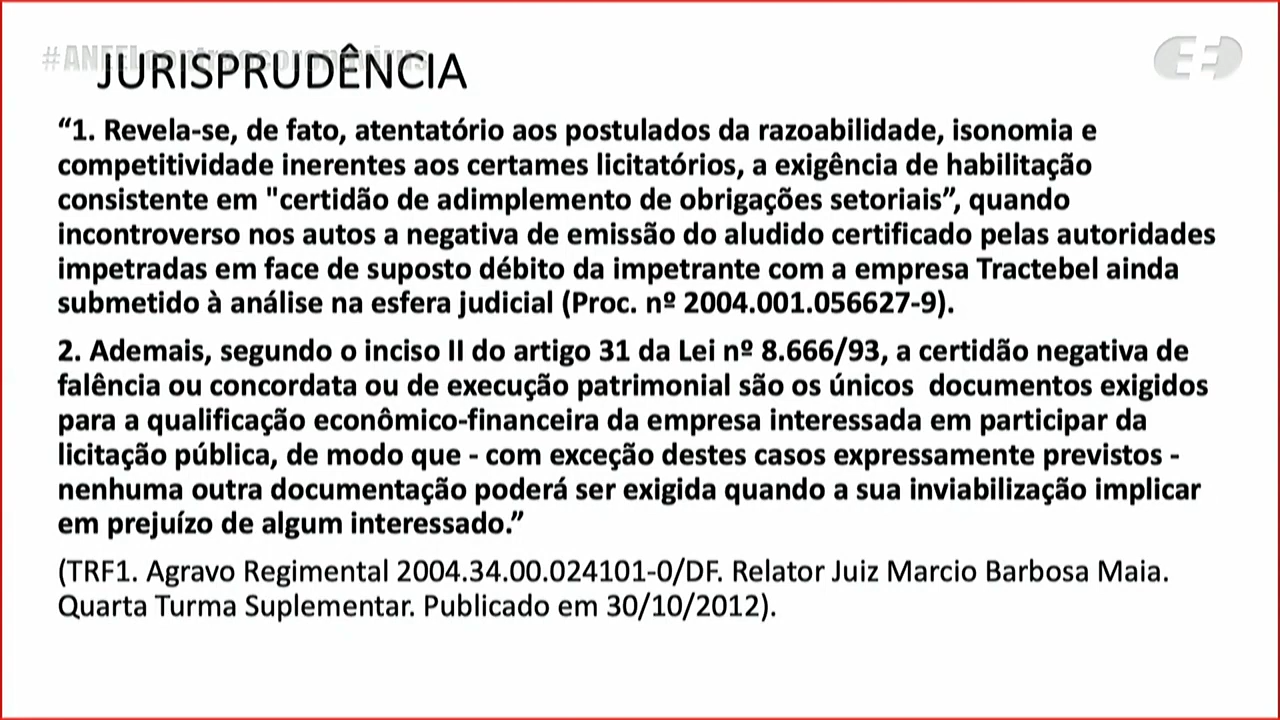 #ANEELcontraocoronavírus
JURISPRUDÊNCIA
“1. Revela-se, de fato, atentatório aos postulados da razoabilidade, isonomia e
competitividade inerentes aos certames licitatórios, a exigência de habilitação
consistente em "certidão de adimplemento de obrigações setoriais”, quando
incontroverso nos autos a negativa de emissão do aludido certificado pelas autoridades
impetradas em face de suposto débito da impetrante com a empresa Tractebel ainda
submetido à análise na esfera judicial (Proc. nº 2004.001.056627-9).
2. Ademais, segundo o inciso II do artigo 31 da Lei nº 8.666/93, a certidão negativa de
falência ou concordata ou de execução patrimonial são os únicos  documentos exigidos
para a qualificação econômico-financeira da empresa interessada em participar da
licitação pública, de modo que - com exceção destes casos expressamente previstos -
nenhuma outra documentação poderá ser exigida quando a sua inviabilização implicar
em prejuízo de algum interessado.”
(TRF1. Agravo Regimental 2004.34.00.024101-0/DF. Relator Juiz Marcio Barbosa Maia.
Quarta Turma Suplementar. Publicado em 30/10/2012).